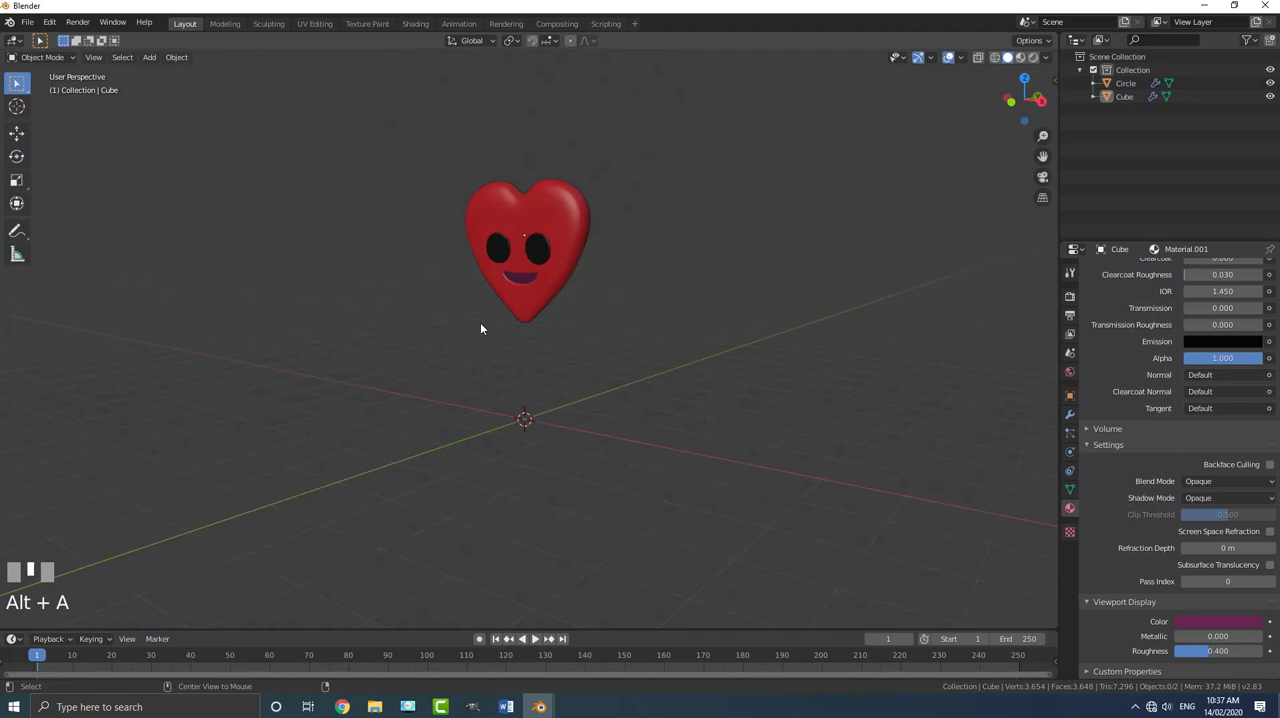 Blender
File Edit Render Window Help Layout Modeling Sculpting UV Editing Texture Paint Shading Animation Rendering Compositing Scripting + Scene View Layer
Global Options
Object Mode View Select Add Object
User Perspective
(1) Collection | Cube
Z
X
Scene Collection
Collection
Circle
Cube
Cube Material.001
Clearcoat 0.000
Clearcoat Roughness 0.030
IOR 1.450
Transmission 0.000
Transmission Roughness 0.000
Emission
Alpha 1.000
Normal Default
Clearcoat Normal Default
Tangent Default
Volume
Settings
Backface Culling
Blend Mode Opaque
Shadow Mode Opaque
Clip Threshold 0.500
Screen Space Refraction
Refraction Depth 0 m
Subsurface Translucency
Pass Index 0
Viewport Display
Color
Metallic 0.000
Roughness 0.400
Custom Properties
Alt + A
Playback Keying View Marker 1 Start 1 End 250
1 10 20 30 40 50 60 70 80 90 100 110 120 130 140 150 160 170 180 190 200 210 220 230 240 250
Select Center View to Mouse Collection | Cube | Verts:3,654 | Faces:3,648 | Tris:7,296 | Objects:0/2 | Mem: 37.2 MiB | v2.83
Type here to search ENG 10:37 AM 14/02/2020